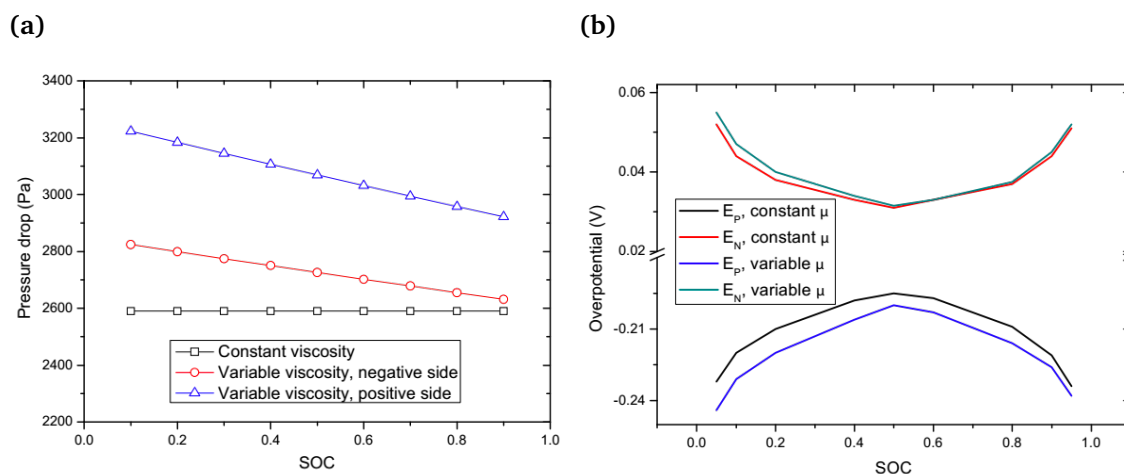 (a)
(b)
3400
3200
3000
2800
2600
2400
2200
Pressure drop (Pa)
0.0 0.2 0.4 0.6 0.8 1.0
SOC
Constant viscosity
Variable viscosity, negative side
Variable viscosity, positive side
0.06
0.04
0.02
-0.21
-0.24
Overpotential (V)
0.0 0.2 0.4 0.6 0.8 1.0
SOC
E_P, constant μ
E_N, constant μ
E_P, variable μ
E_N, variable μ